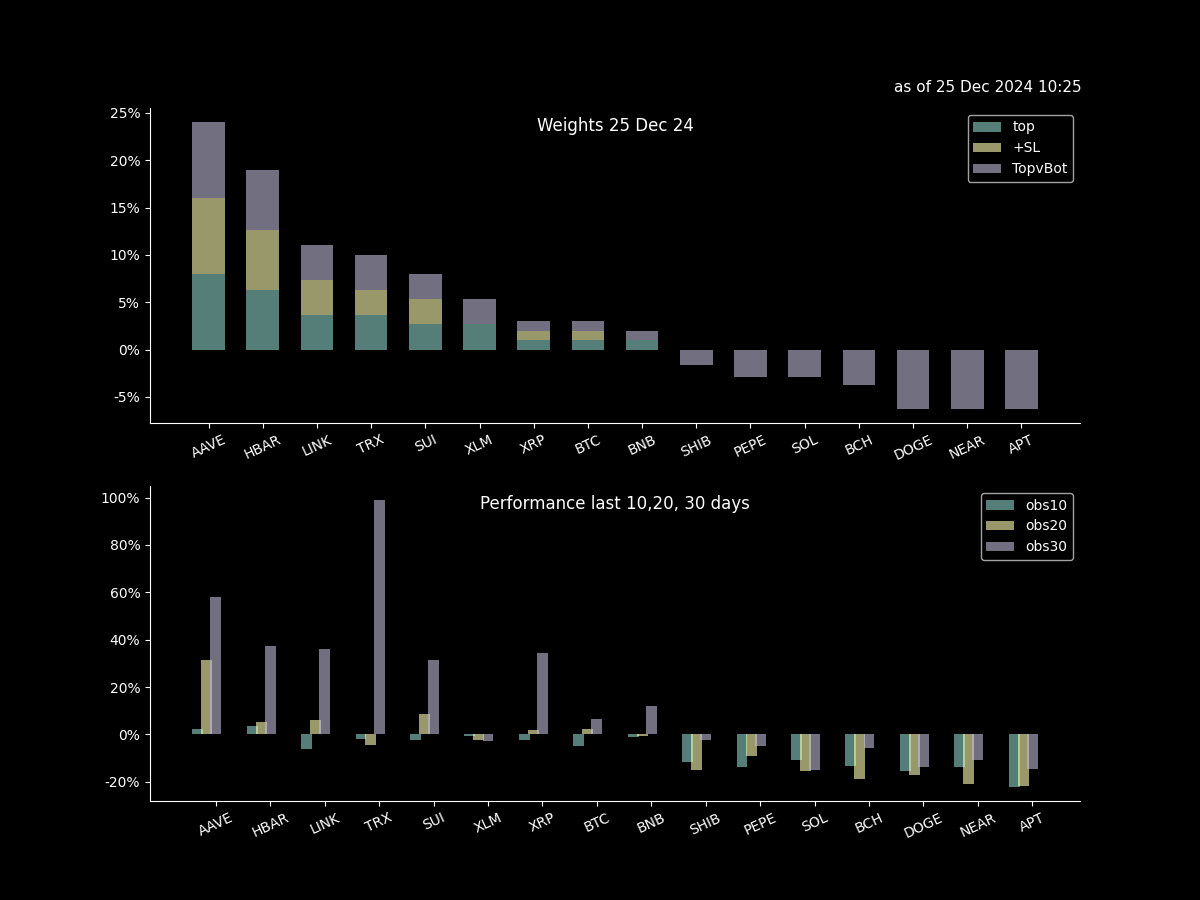 as of 25 Dec 2024 10:25
Weights 25 Dec 24
top
+SL
TopvBot
25%
20%
15%
10%
5%
0%
-5%
AAVE HBAR LINK TRX SUI XLM XRP BTC BNB SHIB PEPE SOL BCH DOGE NEAR APT
Performance last 10,20, 30 days
obs10
obs20
obs30
100%
80%
60%
40%
20%
0%
-20%
AAVE HBAR LINK TRX SUI XLM XRP BTC BNB SHIB PEPE SOL BCH DOGE NEAR APT